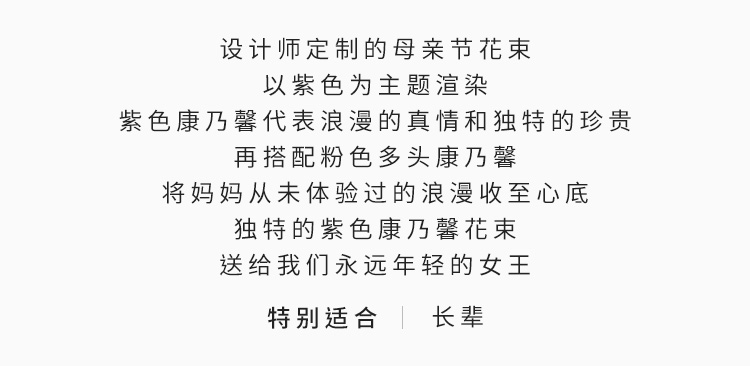 设计师定制的母亲节花束
以紫色为主题渲染
紫色康乃馨代表浪漫的真情和独特的珍贵
再搭配粉色多头康乃馨
将妈妈从未体验过的浪漫收至心底
独特的紫色康乃馨花束
送给我们永远年轻的女王
特别适合 | 长辈